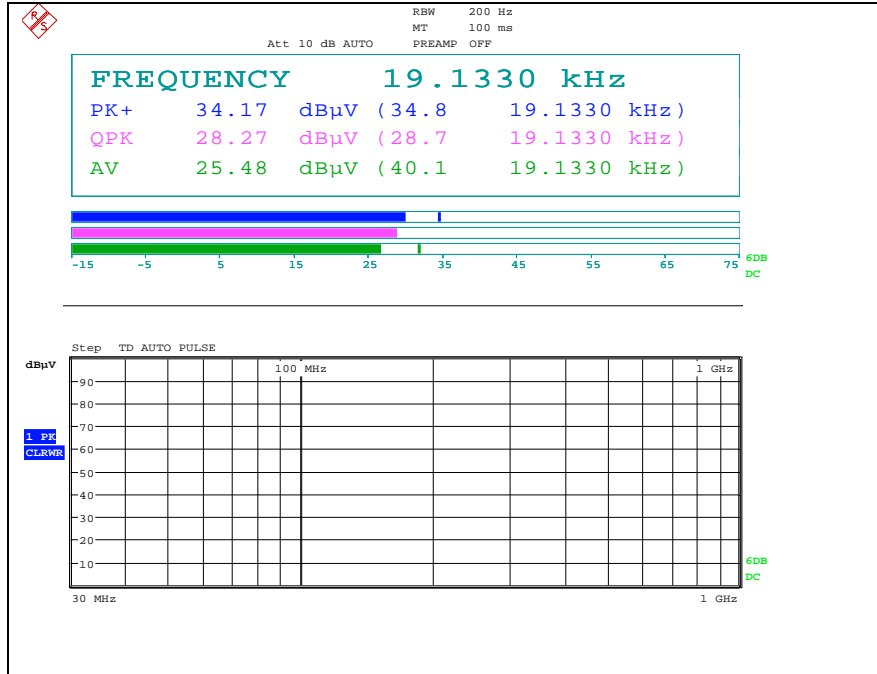 R
S
RBW 200 Hz
MT 100 ms
Att 10 dB AUTO PREAMP OFF
FREQUENCY 19.1330 kHz
PK+ 34.17 dBµV (34.8 19.1330 kHz)
QPK 28.27 dBµV (28.7 19.1330 kHz)
AV 25.48 dBµV (40.1 19.1330 kHz)
-15 -5 5 15 25 35 45 55 65 75
6DB
DC
Step TD AUTO PULSE
dBµV
100 MHz 1 GHz
90
80
70
1 PK
CLRWR
60
50
40
30
20
10
6DB
DC
30 MHz 1 GHz